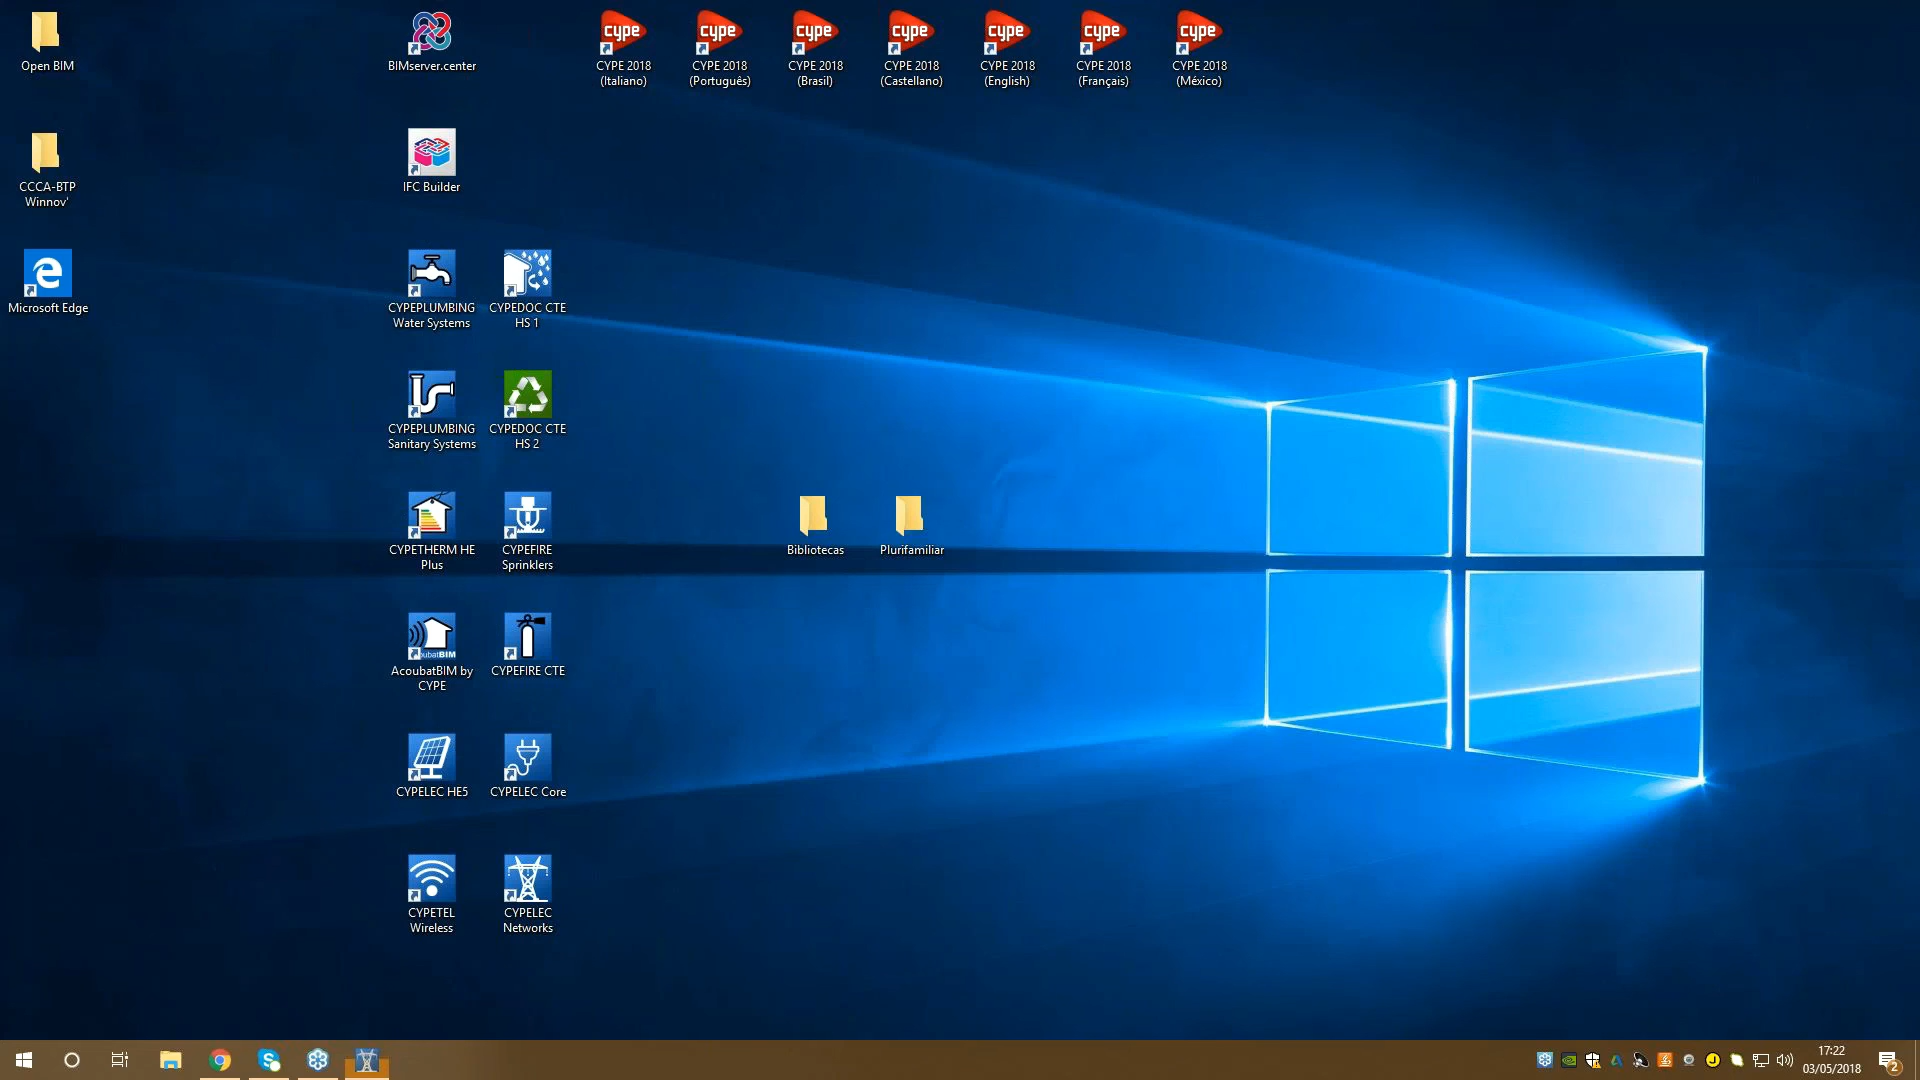 Open BIM
BIMserver.center
cype
cype
cype
cype
cype
cype
cype
CYPE 2018
(Italiano)
CYPE 2018
(Português)
CYPE 2018
(Brasil)
CYPE 2018
(Castellano)
CYPE 2018
(English)
CYPE 2018
(Français)
CYPE 2018
(México)
CCCA-BTP
Winnov'
IFC Builder
Microsoft Edge
CYPEPLUMBING
Water Systems
CYPEDOC CTE
HS 1
CYPEPLUMBING
Sanitary Systems
CYPEDOC CTE
HS 2
CYPETHERM HE
Plus
CYPEFIRE
Sprinklers
Bibliotecas
Plurifamiliar
AcoubatBIM by
CYPE
CYPEFIRE CTE
CYPELEC HE5
CYPELEC Core
CYPETEL
Wireless
CYPELEC
Networks
17:22
03/05/2018
2